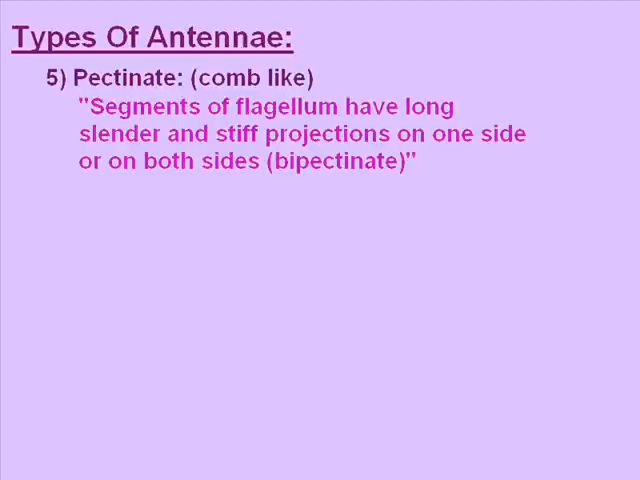 Types Of Antennae:
5) Pectinate: (comb like)
"Segments of flagellum have long
slender and stiff projections on one side
or on both sides (bipectinate)"